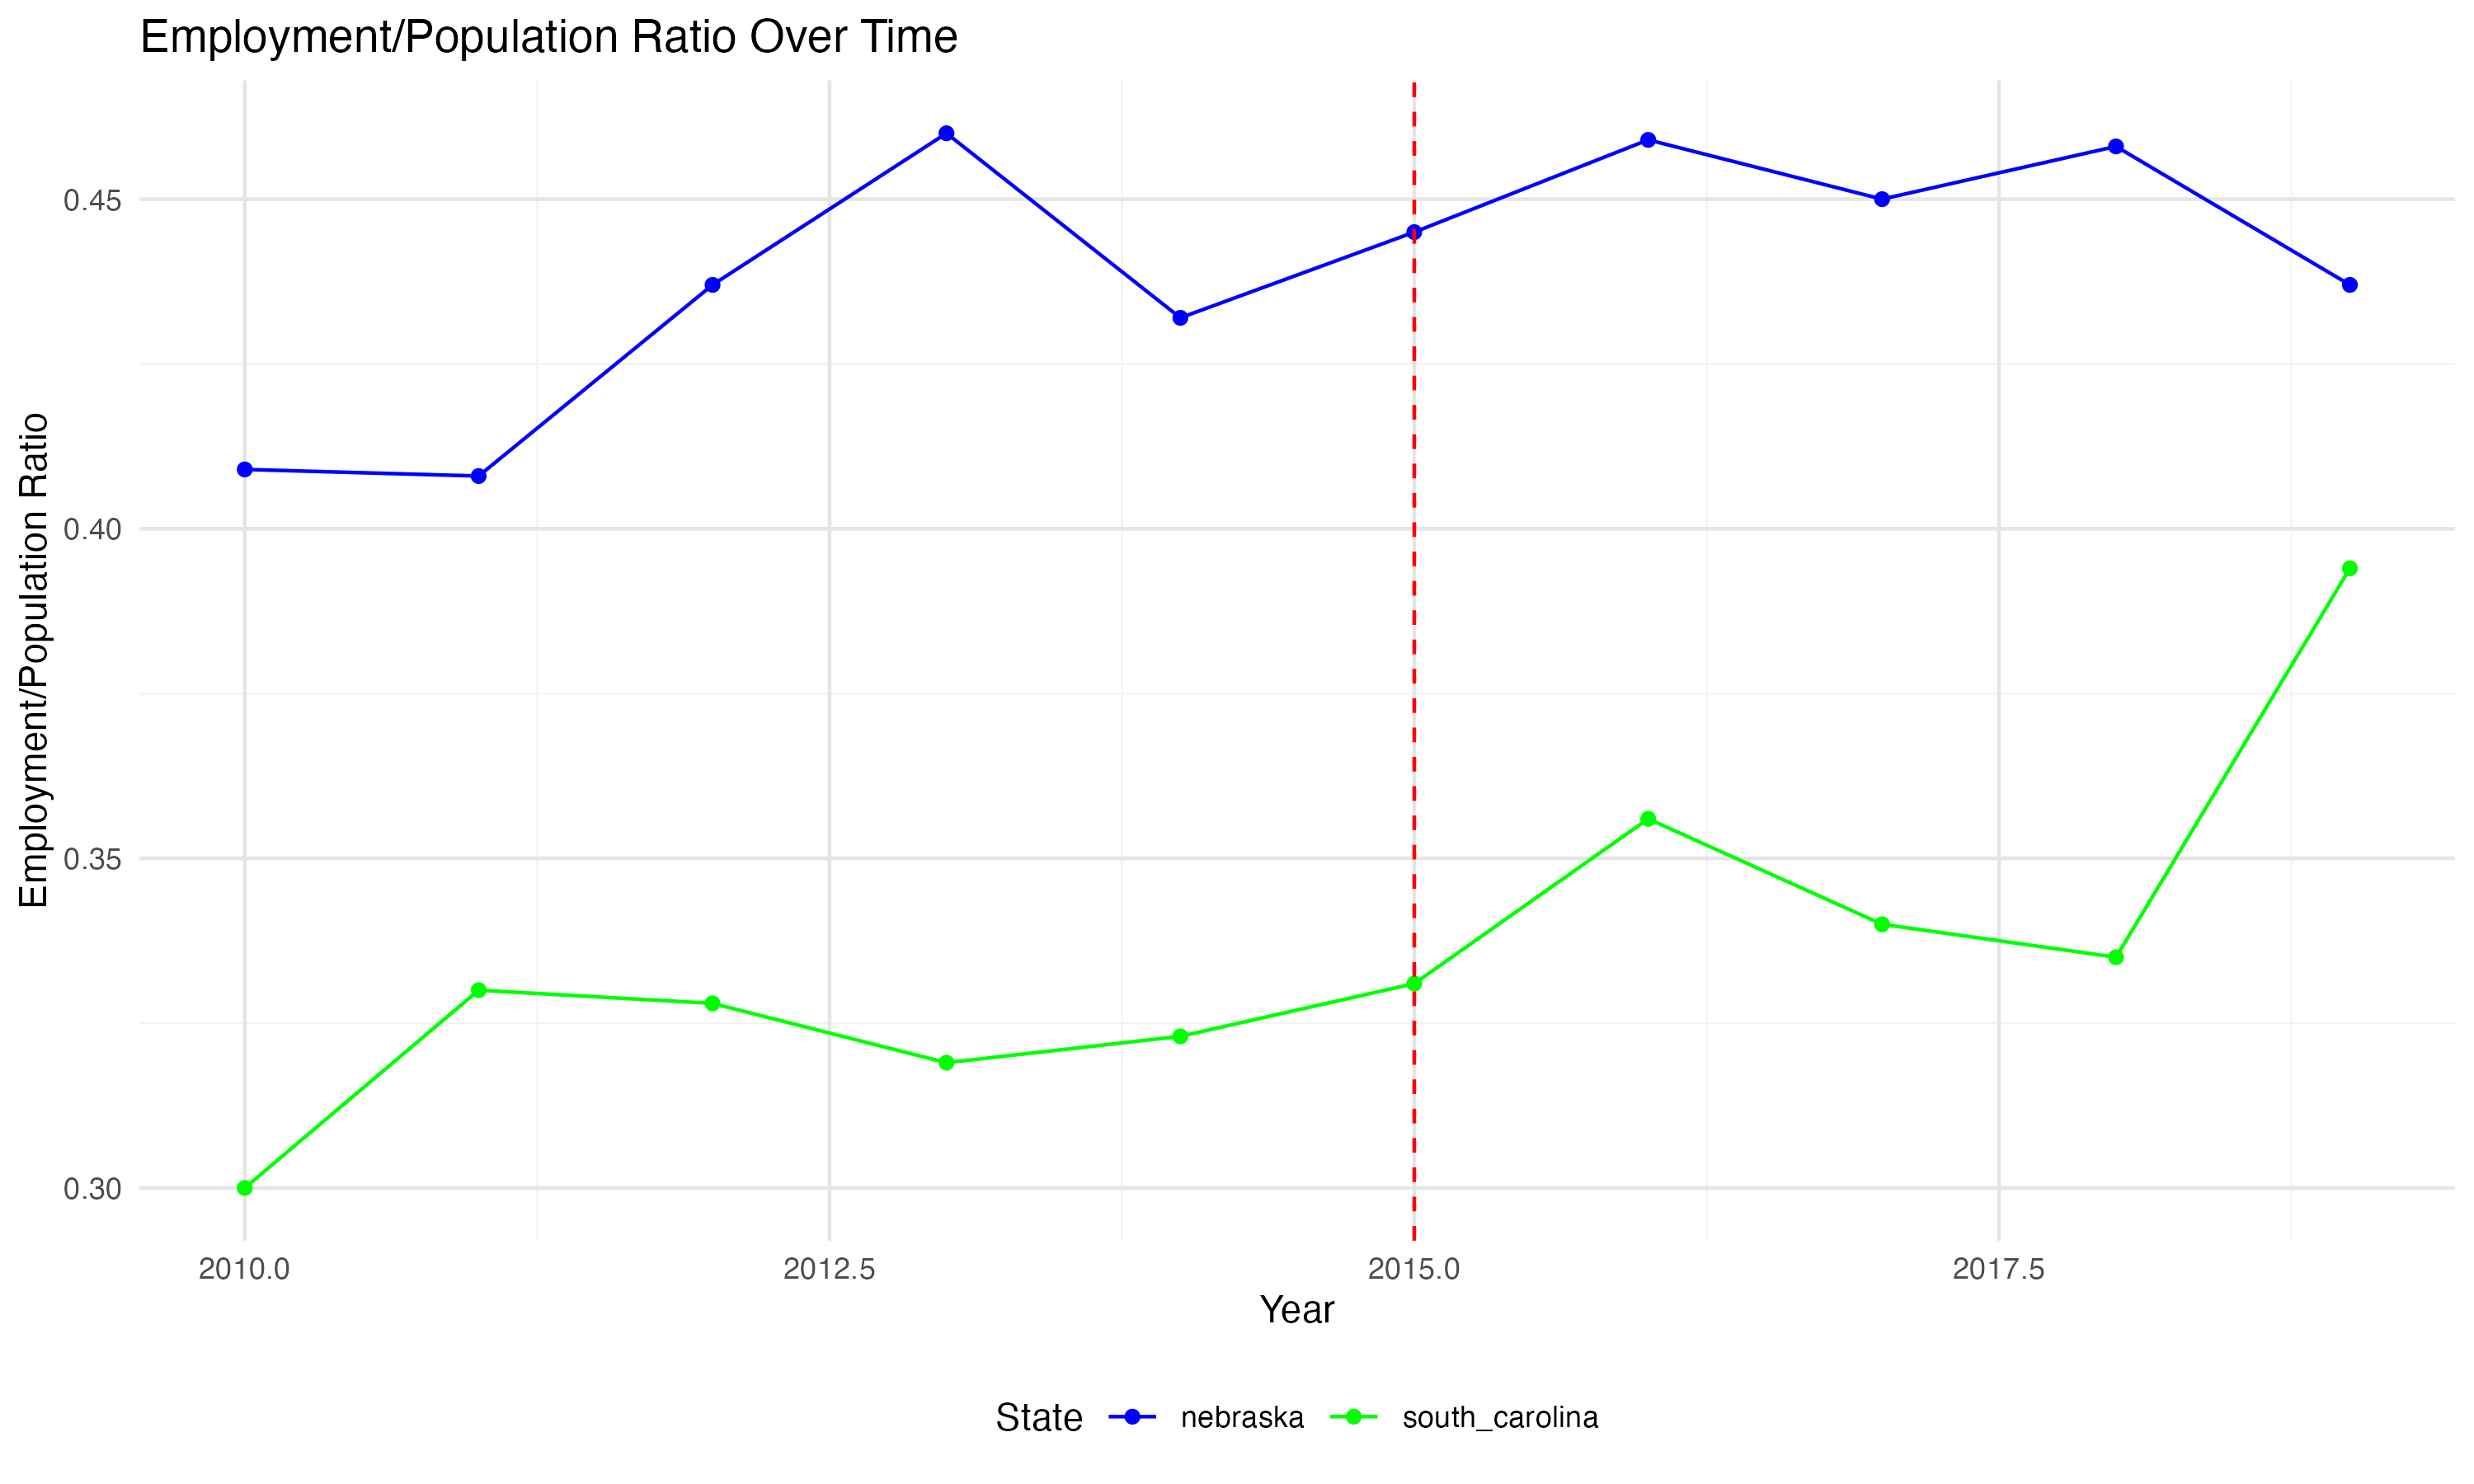 Employment/Population Ratio Over Time
Employment/Population Ratio
0.45
0.40
0.35
0.30
2010.0 2012.5 2015.0 2017.5
Year
State nebraska south_carolina